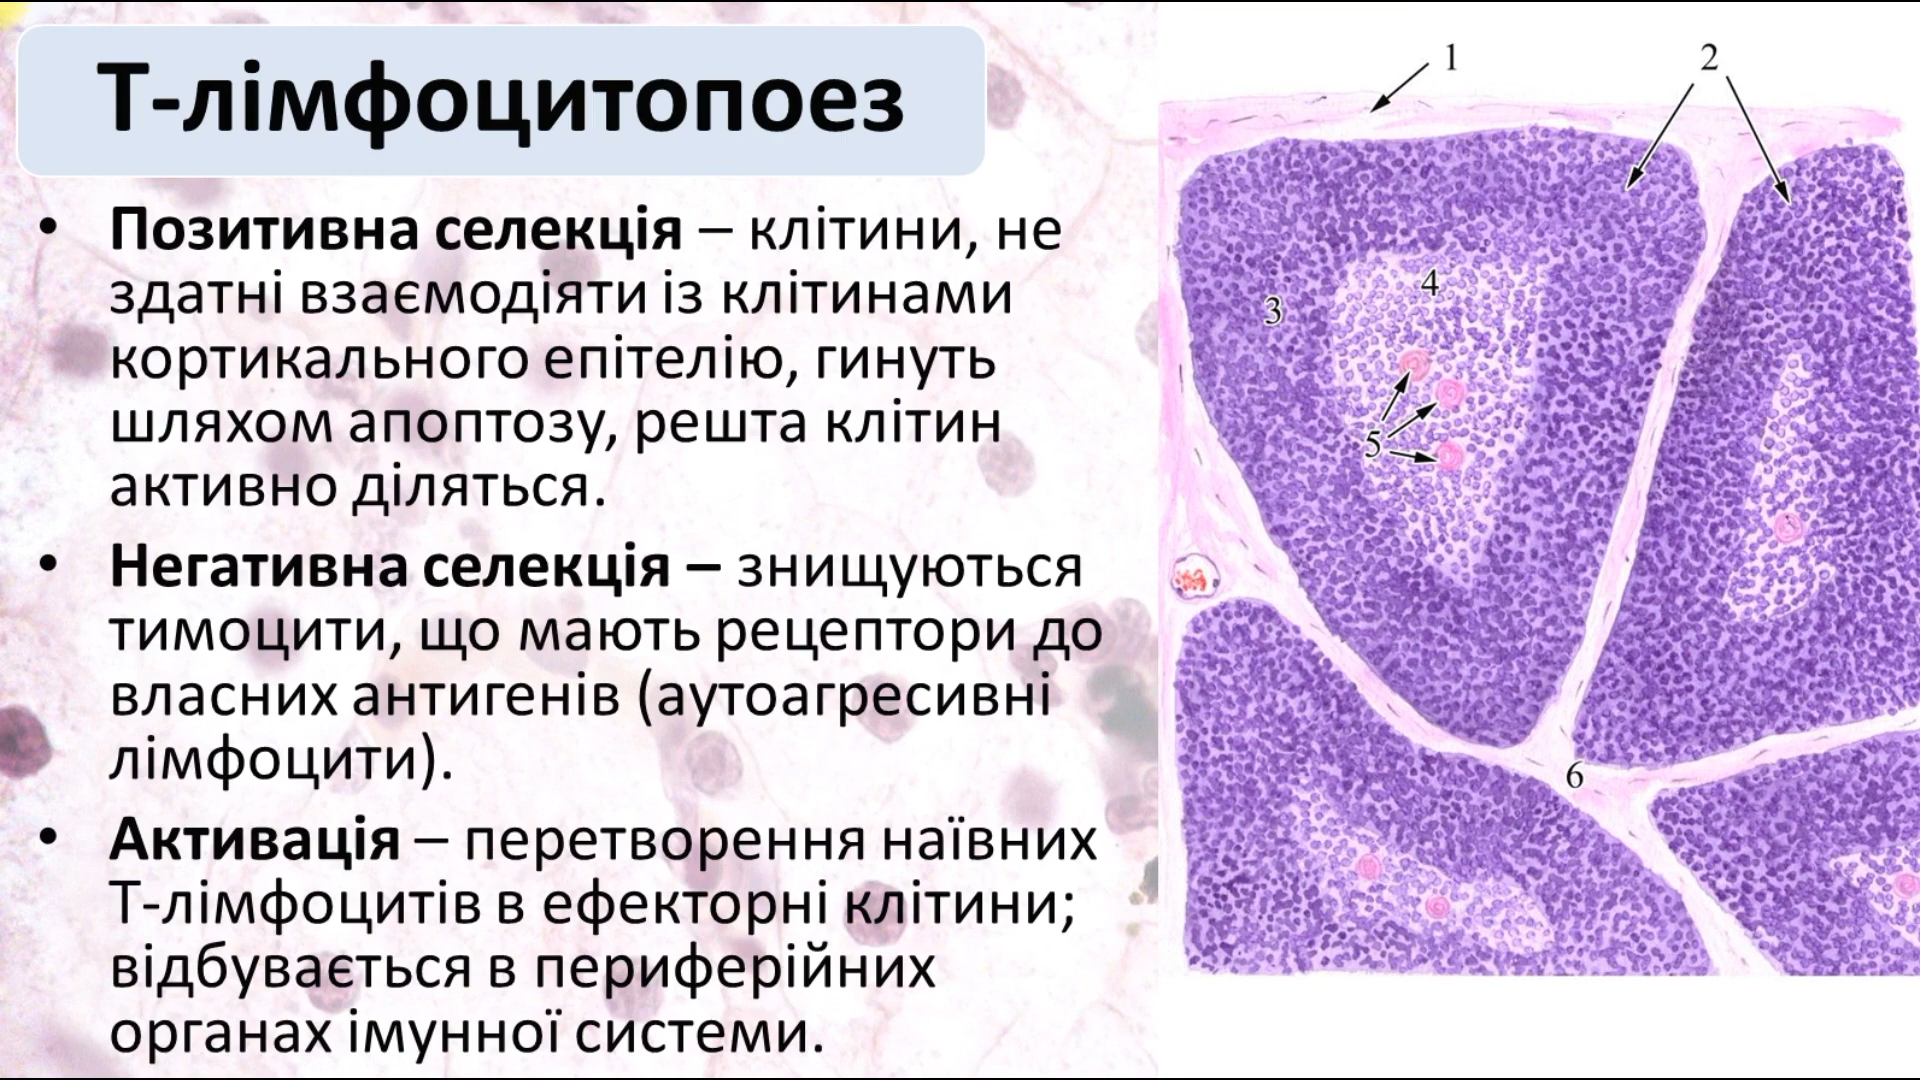 Т-лімфоцитопоез
• Позитивна селекція – клітини, не
здатні взаємодіяти із клітинами
кортикального епітелію, гинуть
шляхом апоптозу, решта клітин
активно діляться.
• Негативна селекція – знищуються
тимоцити, що мають рецептори до
власних антигенів (аутоагресивні
лімфоцити).
• Активація – перетворення наївних
Т-лімфоцитів в ефекторні клітини;
відбувається в периферійних
органах імунної системи.
1
2
3
4
5
6